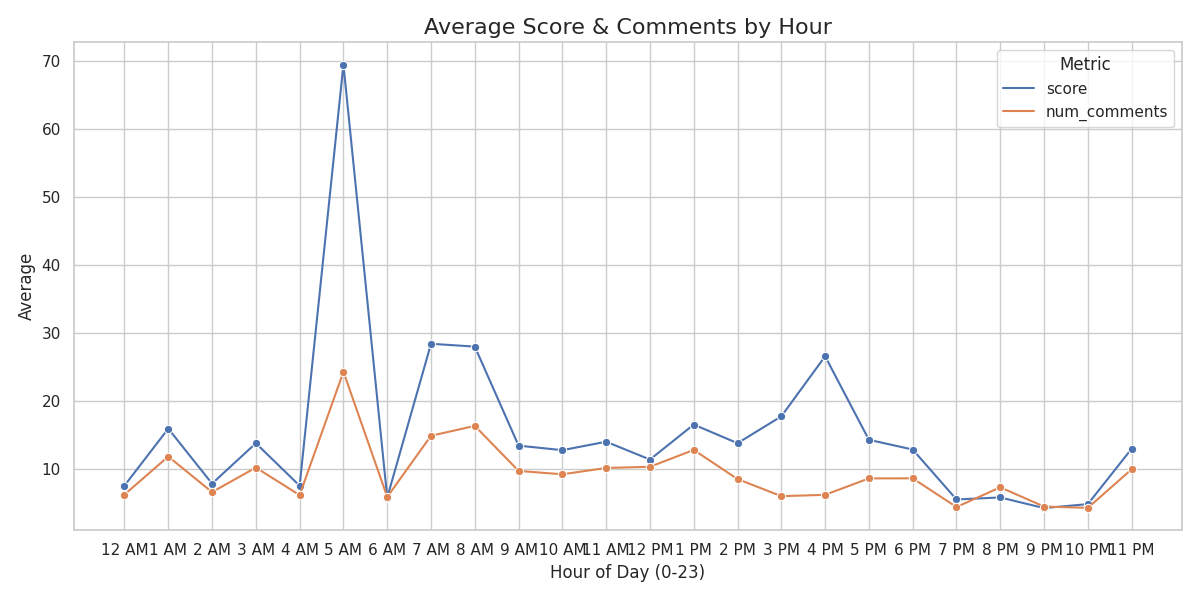 Average Score & Comments by Hour
Metric
score
num_comments
70
60
50
40
30
20
10
Average
12 AM 1 AM 2 AM 3 AM 4 AM 5 AM 6 AM 7 AM 8 AM 9 AM 10 AM 11 AM 12 PM 1 PM 2 PM 3 PM 4 PM 5 PM 6 PM 7 PM 8 PM 9 PM 10 PM 11 PM
Hour of Day (0-23)